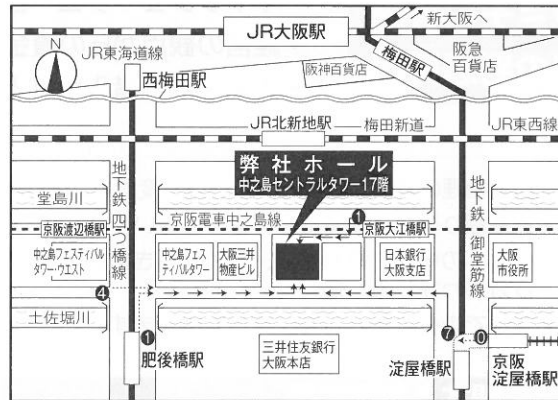 新大阪へ
JR大阪駅
N
JR東海道線
西梅田駅
阪神百貨店
梅田駅
阪急
百貨店
JR北新地駅
梅田新道
JR東西線
弊社ホール
中之島セントラルタワー17階
地下鉄 四つ橋線
地下鉄 御堂筋線
堂島川
京阪電車中之島線
❶
京阪渡辺橋駅
京阪大江橋駅
中之島フェスティバル
タワー・ウエスト
中之島フェス
ティバルタワー
大阪三井
物産ビル
日本銀行
大阪支店
大阪
市役所
❹
土佐堀川
❶
肥後橋駅
三井住友銀行
大阪本店
❼
淀屋橋駅
京阪
淀屋橋駅